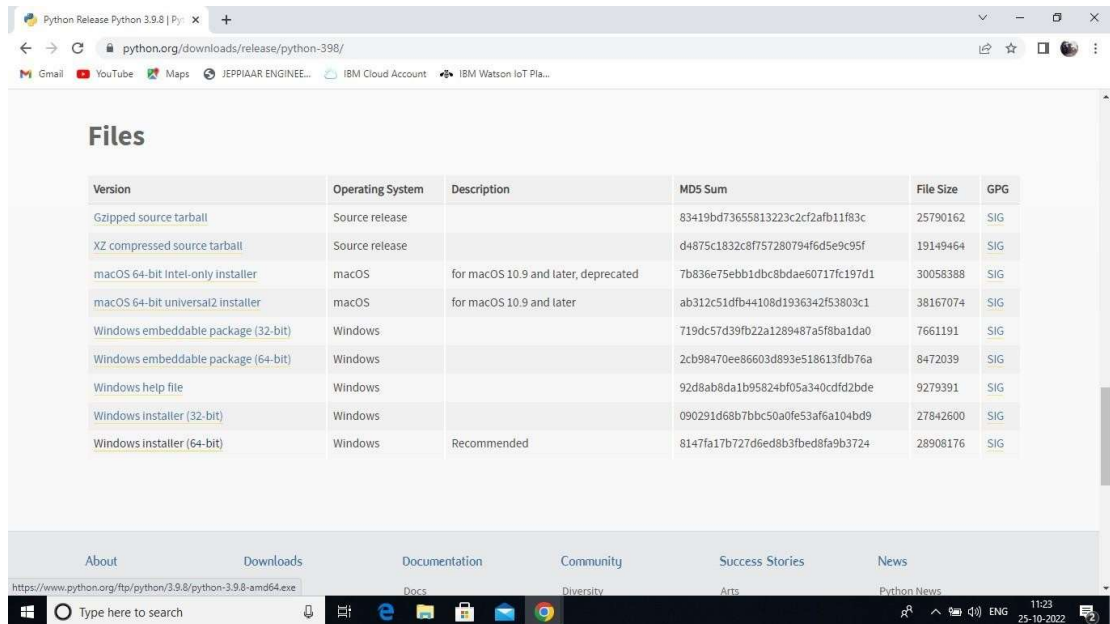 Python Release Python 3.9.8 | Py
python.org/downloads/release/python-398/
Gmail YouTube Maps JEPPIAAR ENGINEE... IBM Cloud Account IBM Watson IoT Pla...
Files
Version Operating System Description MD5 Sum File Size GPG
Gzipped source tarball Source release 83419bd73655813223c2cf2afb11f83c 25790162 SIG
XZ compressed source tarball Source release d4875c1832c8f757280794f6d5e9c95f 19149464 SIG
macOS 64-bit Intel-only installer macOS for macOS 10.9 and later, deprecated 7b836e75ebb1dbc8bdae60717fc197d1 30058388 SIG
macOS 64-bit universal2 installer macOS for macOS 10.9 and later ab312c51dfb44108d1936342f53803c1 38167074 SIG
Windows embeddable package (32-bit) Windows 719dc57d39fb22a1289487a5f8ba1da0 7661191 SIG
Windows embeddable package (64-bit) Windows 2cb98470ee86603d893e518613fdb76a 8472039 SIG
Windows help file Windows 92d8ab8da1b95824bf05a340cdfd2bde 9279391 SIG
Windows installer (32-bit) Windows 090291d68b7bbc50a0fe53af6a104bd9 27842600 SIG
Windows installer (64-bit) Windows Recommended 8147fa17b727d6ed8b3fbed8fa9b3724 28908176 SIG
About Downloads Documentation Community Success Stories News
https://www.python.org/ftp/python/3.9.8/python-3.9.8-amd64.exe Docs Diversity Arts Python News
Type here to search ENG 11:23
25-10-2022 2